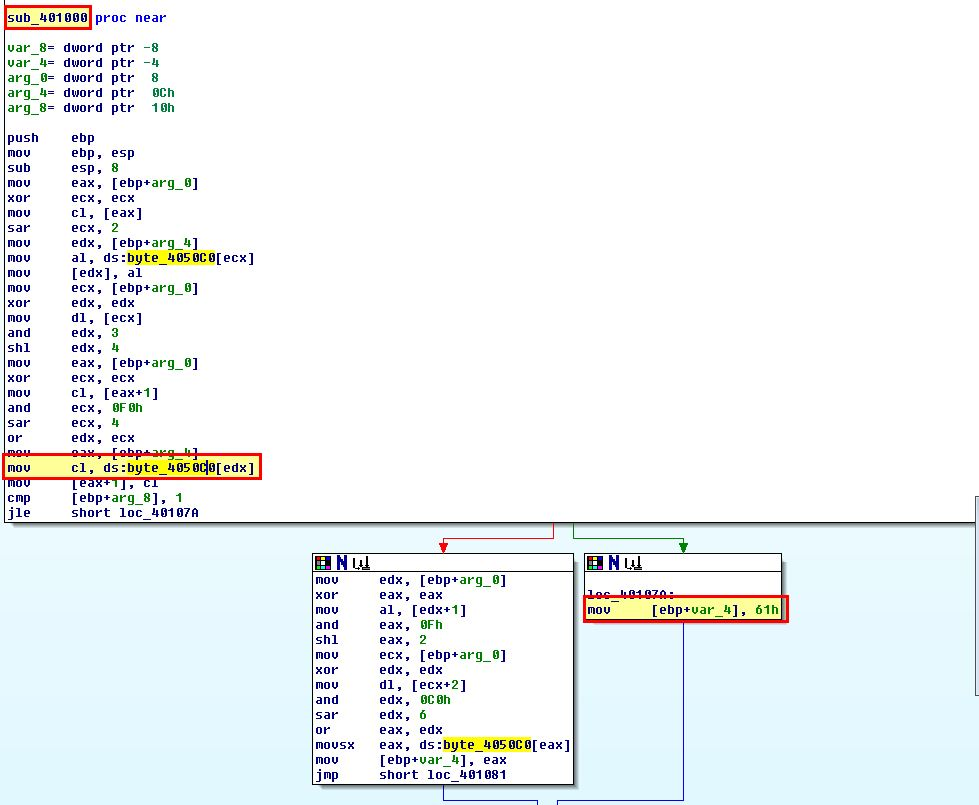 sub_401000 proc near
var_8= dword ptr -8
var_4= dword ptr -4
arg_0= dword ptr  8
arg_4= dword ptr  0Ch
arg_8= dword ptr  10h
push    ebp
mov     ebp, esp
sub     esp, 8
mov     eax, [ebp+arg_0]
xor     ecx, ecx
mov     cl, [eax]
sar     ecx, 2
mov     edx, [ebp+arg_4]
mov     al, ds:byte_4050C0[ecx]
mov     [edx], al
mov     ecx, [ebp+arg_0]
xor     edx, edx
mov     dl, [ecx]
and     edx, 3
shl     edx, 4
mov     eax, [ebp+arg_0]
xor     ecx, ecx
mov     cl, [eax+1]
and     ecx, 0F0h
sar     ecx, 4
or      edx, ecx
mov     eax, [ebp+arg_4]
mov     cl, ds:byte_4050C0[edx]
mov     [eax+1], cl
cmp     [ebp+arg_8], 1
jle     short loc_40107A
mov     edx, [ebp+arg_0]
xor     eax, eax
mov     al, [edx+1]
and     eax, 0Fh
shl     eax, 2
mov     ecx, [ebp+arg_0]
xor     edx, edx
mov     dl, [ecx+2]
and     edx, 0C0h
sar     edx, 6
or      eax, edx
movsx   eax, ds:byte_4050C0[eax]
mov     [ebp+var_4], eax
jmp     short loc_401081
loc_40107A:
mov     [ebp+var_4], 61h